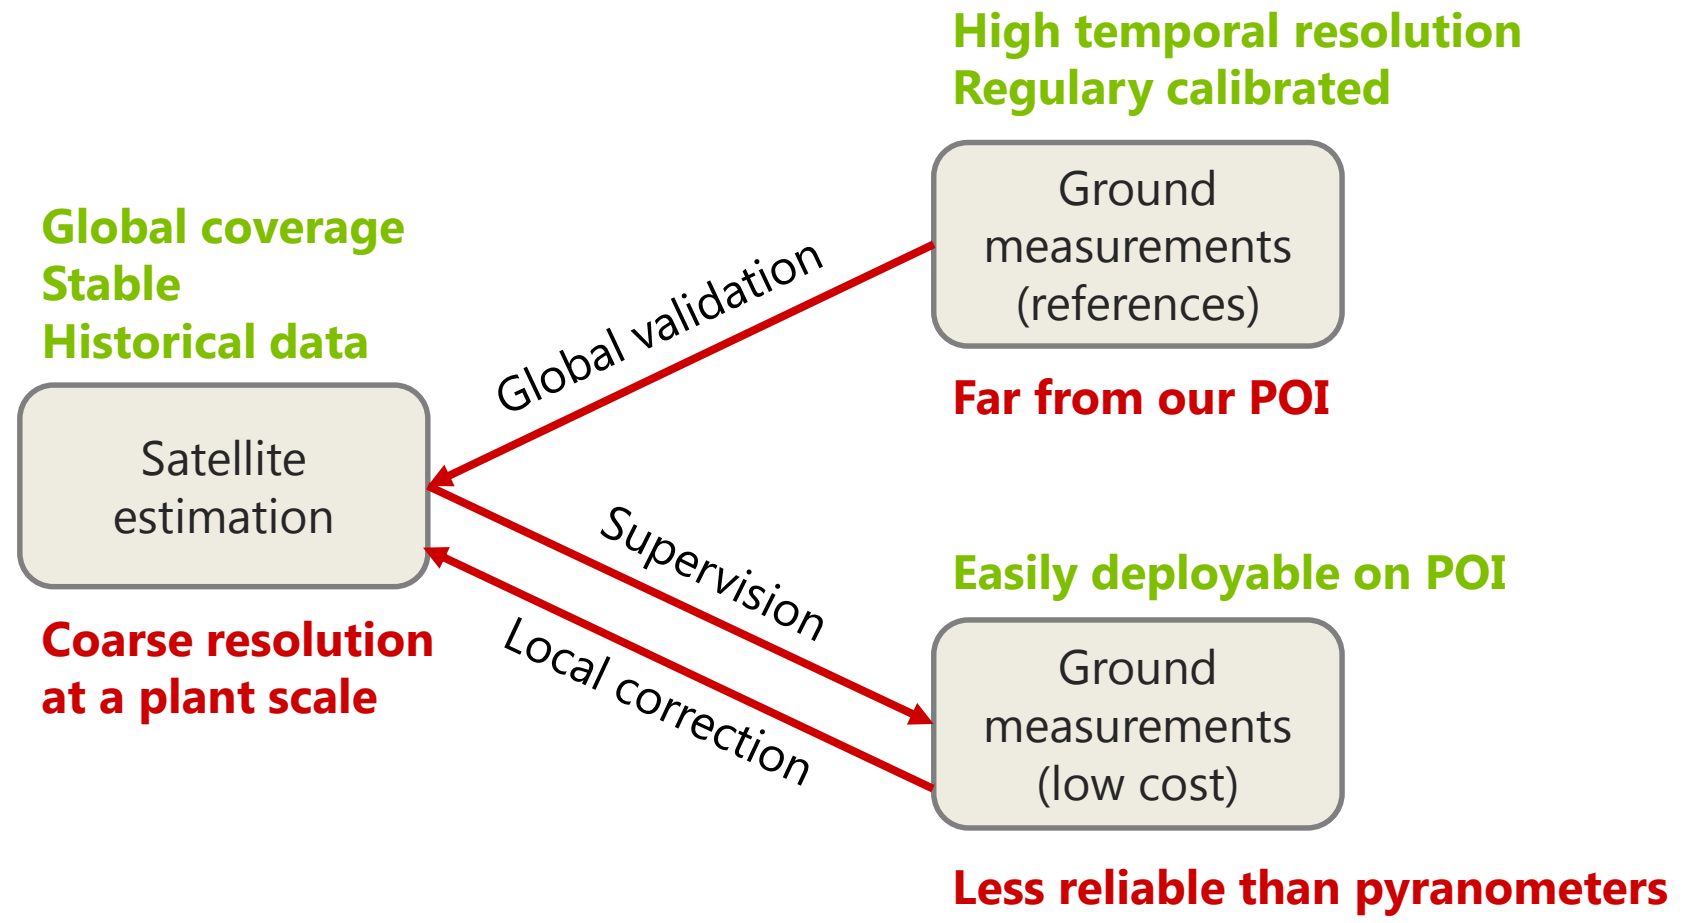 High temporal resolution
Regulary calibrated
Ground
measurements
(references)
Far from our POI
Global coverage
Stable
Historical data
Satellite
estimation
Coarse resolution
at a plant scale
Global validation
Supervision
Local correction
Easily deployable on POI
Ground
measurements
(low cost)
Less reliable than pyranometers